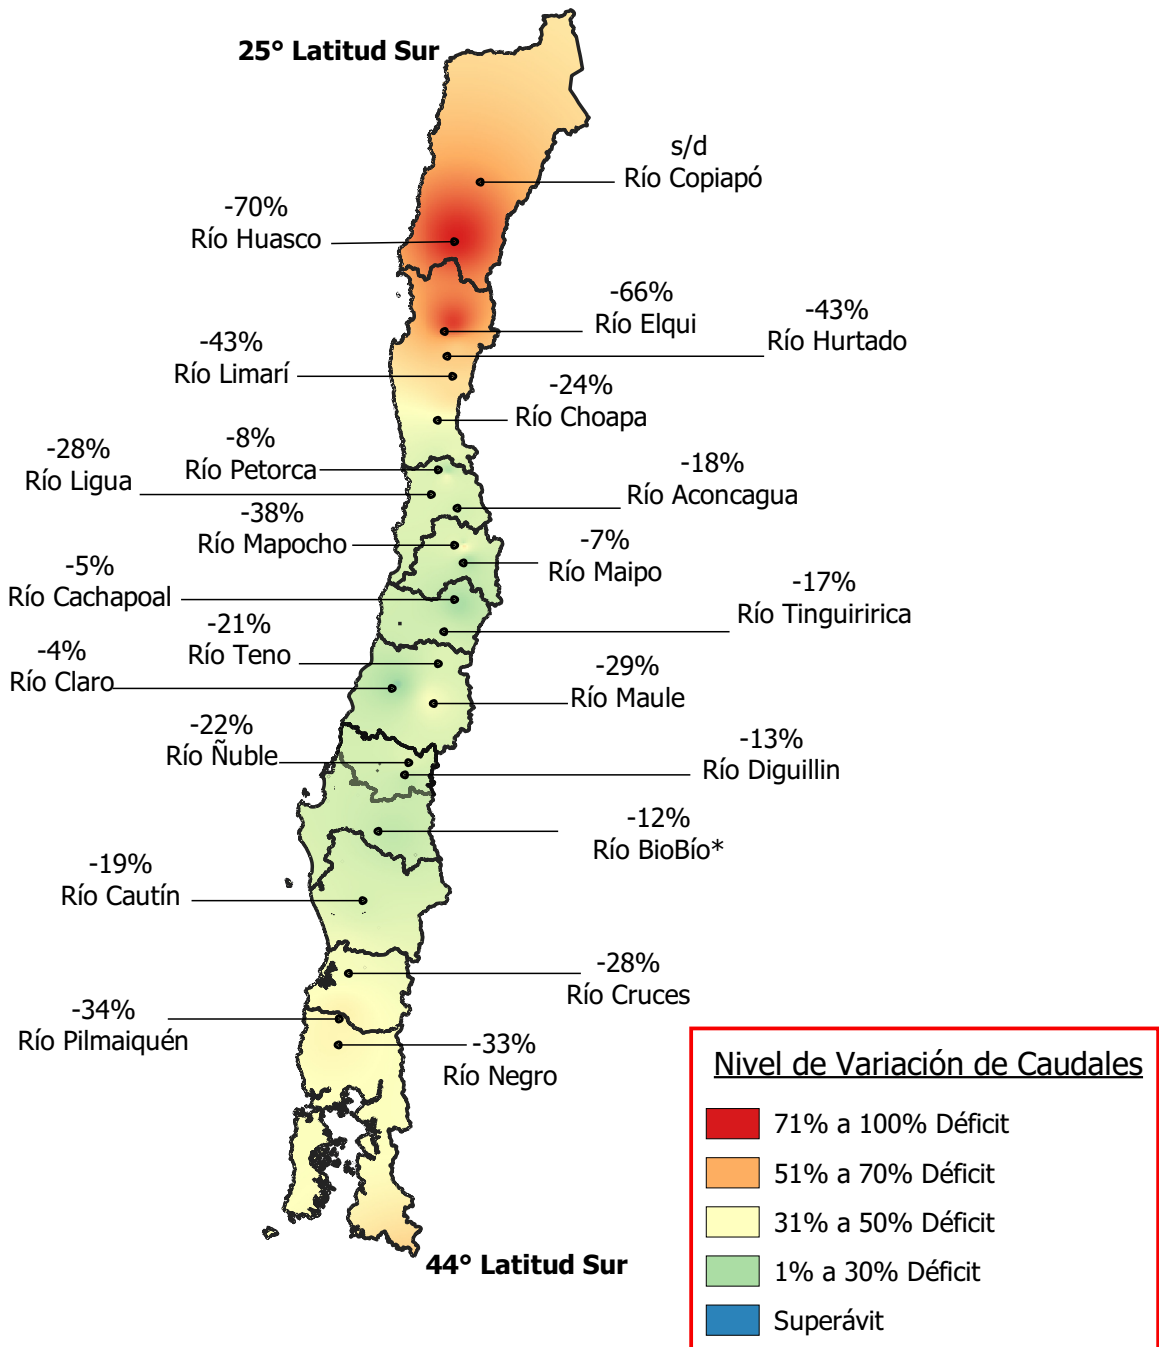 25° Latitud Sur
s/d
Río Copiapó
-70%
Río Huasco
-66%
Río Elqui
-43%
Río Hurtado
-43%
Río Limarí
-24%
Río Choapa
-28%
Río Ligua
-8%
Río Petorca
-18%
Río Aconcagua
-38%
Río Mapocho
-7%
Río Maipo
-5%
Río Cachapoal
-17%
Río Tinguiririca
-21%
Río Teno
-4%
Río Claro
-29%
Río Maule
-22%
Río Ñuble
-13%
Río Diguillin
-12%
Río BioBío*
-19%
Río Cautín
-28%
Río Cruces
-34%
Río Pilmaiquén
-33%
Río Negro
44° Latitud Sur
Nivel de Variación de Caudales
71% a 100% Déficit
51% a 70% Déficit
31% a 50% Déficit
1% a 30% Déficit
Superávit